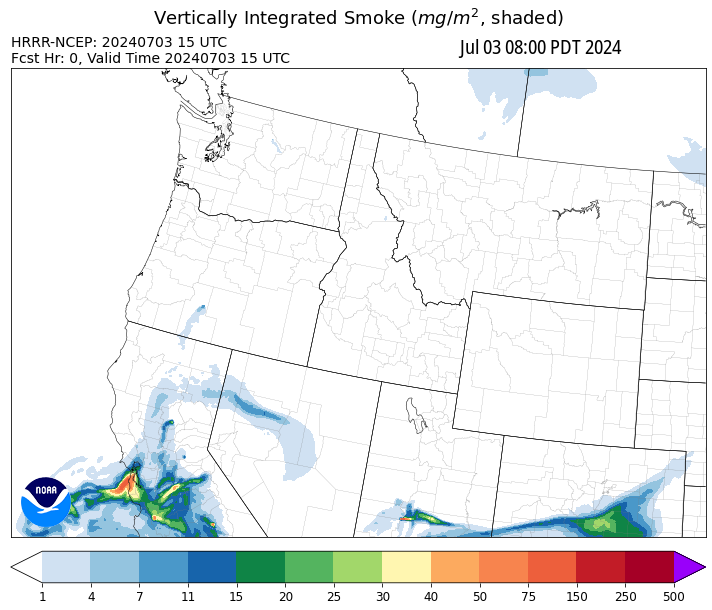 Vertically Integrated Smoke (mg/m², shaded)
HRRR-NCEP: 20240703 15 UTC
Fcst Hr: 0, Valid Time 20240703 15 UTC
Jul 03 08:00 PDT 2024
NOAA
1 4 7 11 15 20 25 30 40 50 75 150 250 500